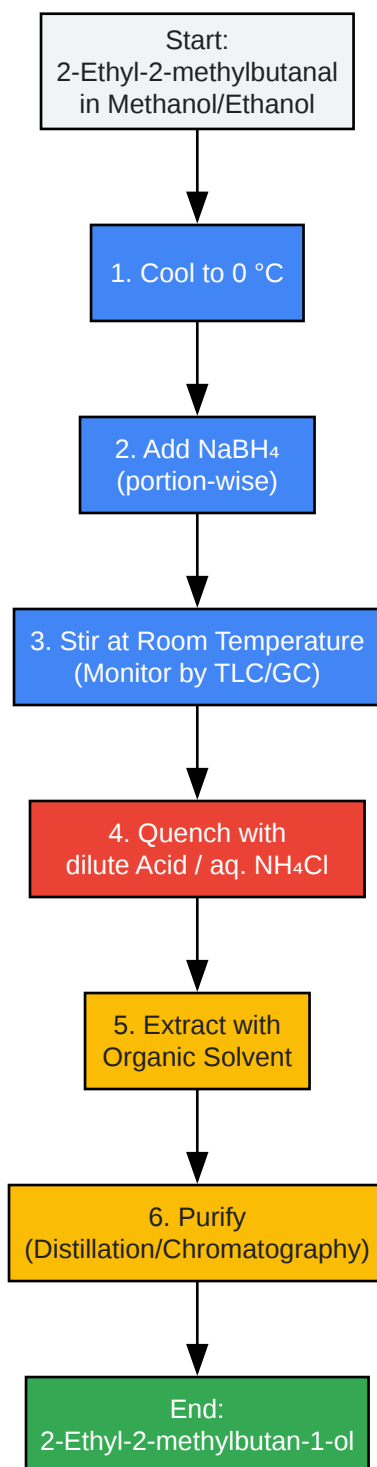 Start:
2-Ethyl-2-methylbutanal
in Methanol/Ethanol
1. Cool to 0 °C
2. Add NaBH₄
(portion-wise)
3. Stir at Room Temperature
(Monitor by TLC/GC)
4. Quench with
dilute Acid / aq. NH₄Cl
5. Extract with
Organic Solvent
6. Purify
(Distillation/Chromatography)
End:
2-Ethyl-2-methylbutan-1-ol